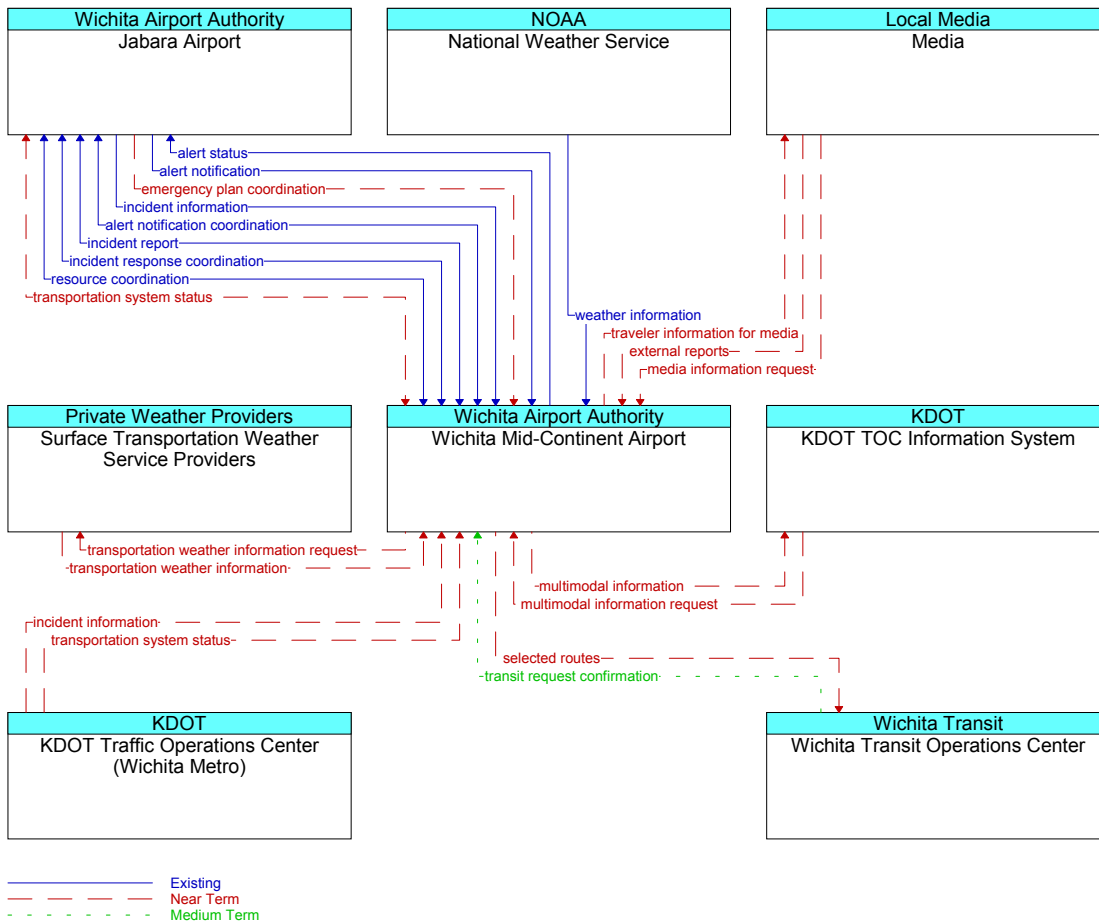 Wichita Airport Authority
Jabara Airport
NOAA
National Weather Service
Local Media
Media
alert status
alert notification
emergency plan coordination
incident information
alert notification coordination
incident report
incident response coordination
resource coordination
transportation system status
weather information
traveler information for media
external reports
media information request
Private Weather Providers
Surface Transportation Weather
Service Providers
Wichita Airport Authority
Wichita Mid-Continent Airport
KDOT
KDOT TOC Information System
transportation weather information request
transportation weather information
multimodal information
multimodal information request
incident information
transportation system status
selected routes
transit request confirmation
KDOT
KDOT Traffic Operations Center
(Wichita Metro)
Wichita Transit
Wichita Transit Operations Center
Existing
Near Term
Medium Term